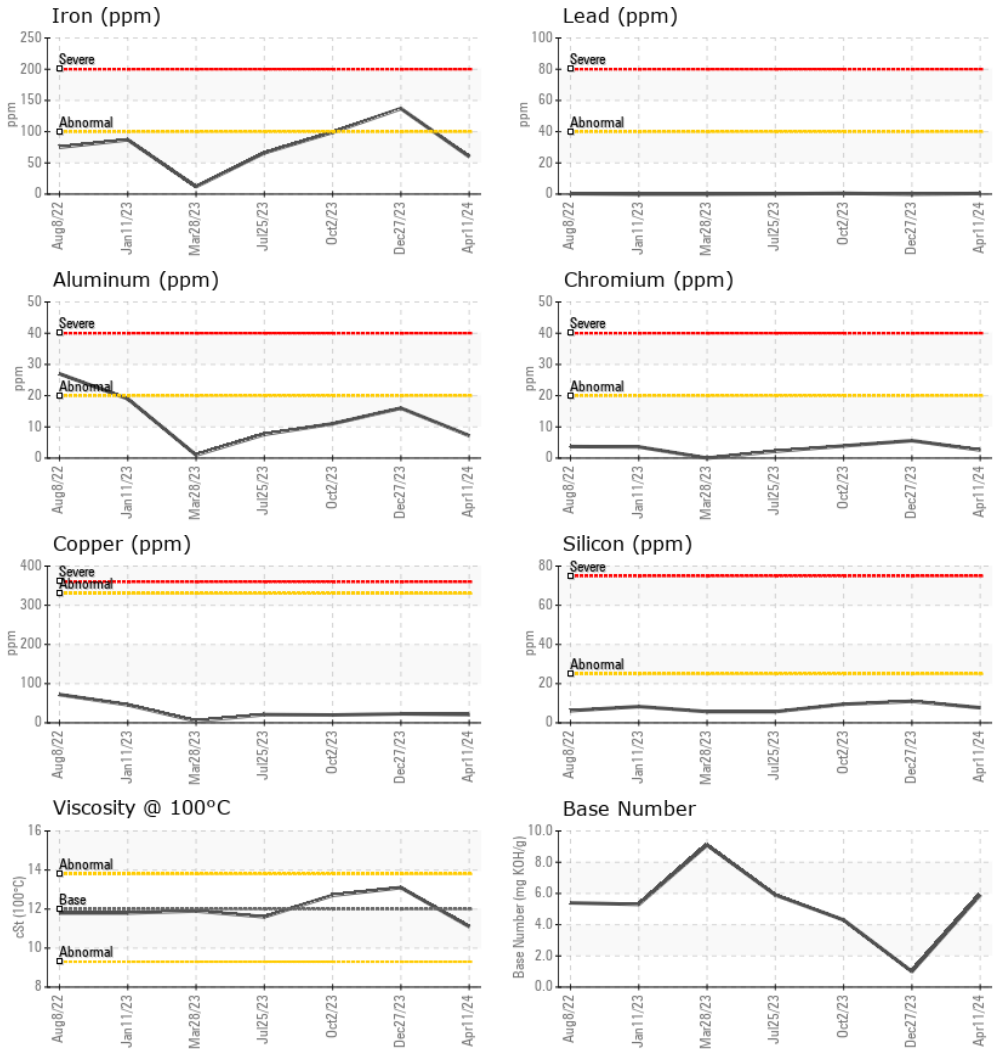 Iron (ppm)
250
200
150
100
50
0
ppm
Severe
Abnormal
Aug8/22
Jan11/23
Mar28/23
Jul25/23
Oct2/23
Dec27/23
Apr11/24
Lead (ppm)
100
80
60
40
20
0
ppm
Severe
Abnormal
Aug8/22
Jan11/23
Mar28/23
Jul25/23
Oct2/23
Dec27/23
Apr11/24
Aluminum (ppm)
50
40
30
20
10
0
ppm
Severe
Abnormal
Aug8/22
Jan11/23
Mar28/23
Jul25/23
Oct2/23
Dec27/23
Apr11/24
Chromium (ppm)
50
40
30
20
10
0
ppm
Severe
Abnormal
Aug8/22
Jan11/23
Mar28/23
Jul25/23
Oct2/23
Dec27/23
Apr11/24
Copper (ppm)
400
300
200
100
0
ppm
Severe
Abnormal
Aug8/22
Jan11/23
Mar28/23
Jul25/23
Oct2/23
Dec27/23
Apr11/24
Silicon (ppm)
80
60
40
20
0
ppm
Severe
Abnormal
Aug8/22
Jan11/23
Mar28/23
Jul25/23
Oct2/23
Dec27/23
Apr11/24
Viscosity @ 100°C
16
14
12
10
8
cSt (100°C)
Abnormal
Base
Abnormal
Aug8/22
Jan11/23
Mar28/23
Jul25/23
Oct2/23
Dec27/23
Apr11/24
Base Number
10.0
8.0
6.0
4.0
2.0
0.0
Base Number (mg KOH/g)
Aug8/22
Jan11/23
Mar28/23
Jul25/23
Oct2/23
Dec27/23
Apr11/24